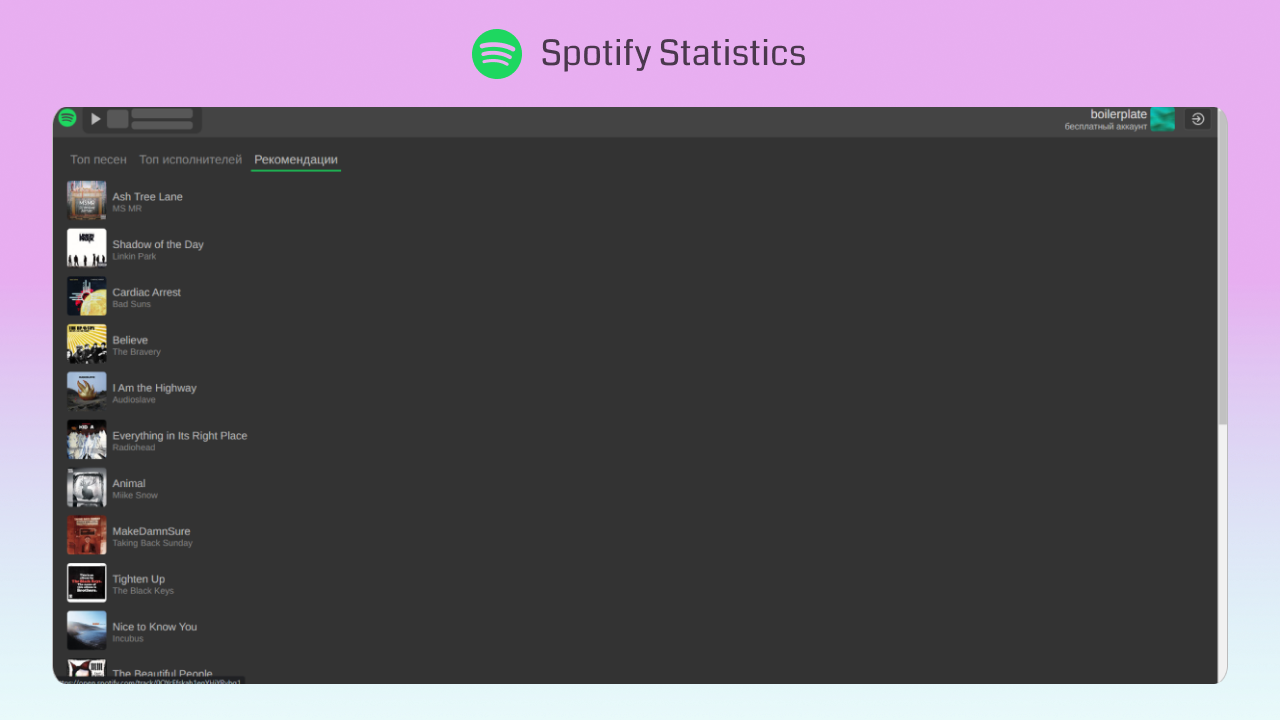 Spotify Statistics
boilerplate
бесплатный аккаунт
Топ песен Топ исполнителей Рекомендации
Ash Tree Lane
MS MR
Shadow of the Day
Linkin Park
Cardiac Arrest
Bad Suns
Believe
The Bravery
I Am the Highway
Audioslave
Everything in Its Right Place
Radiohead
Animal
Miike Snow
MakeDamnSure
Taking Back Sunday
Tighten Up
The Black Keys
Nice to Know You
Incubus
The Beautiful People